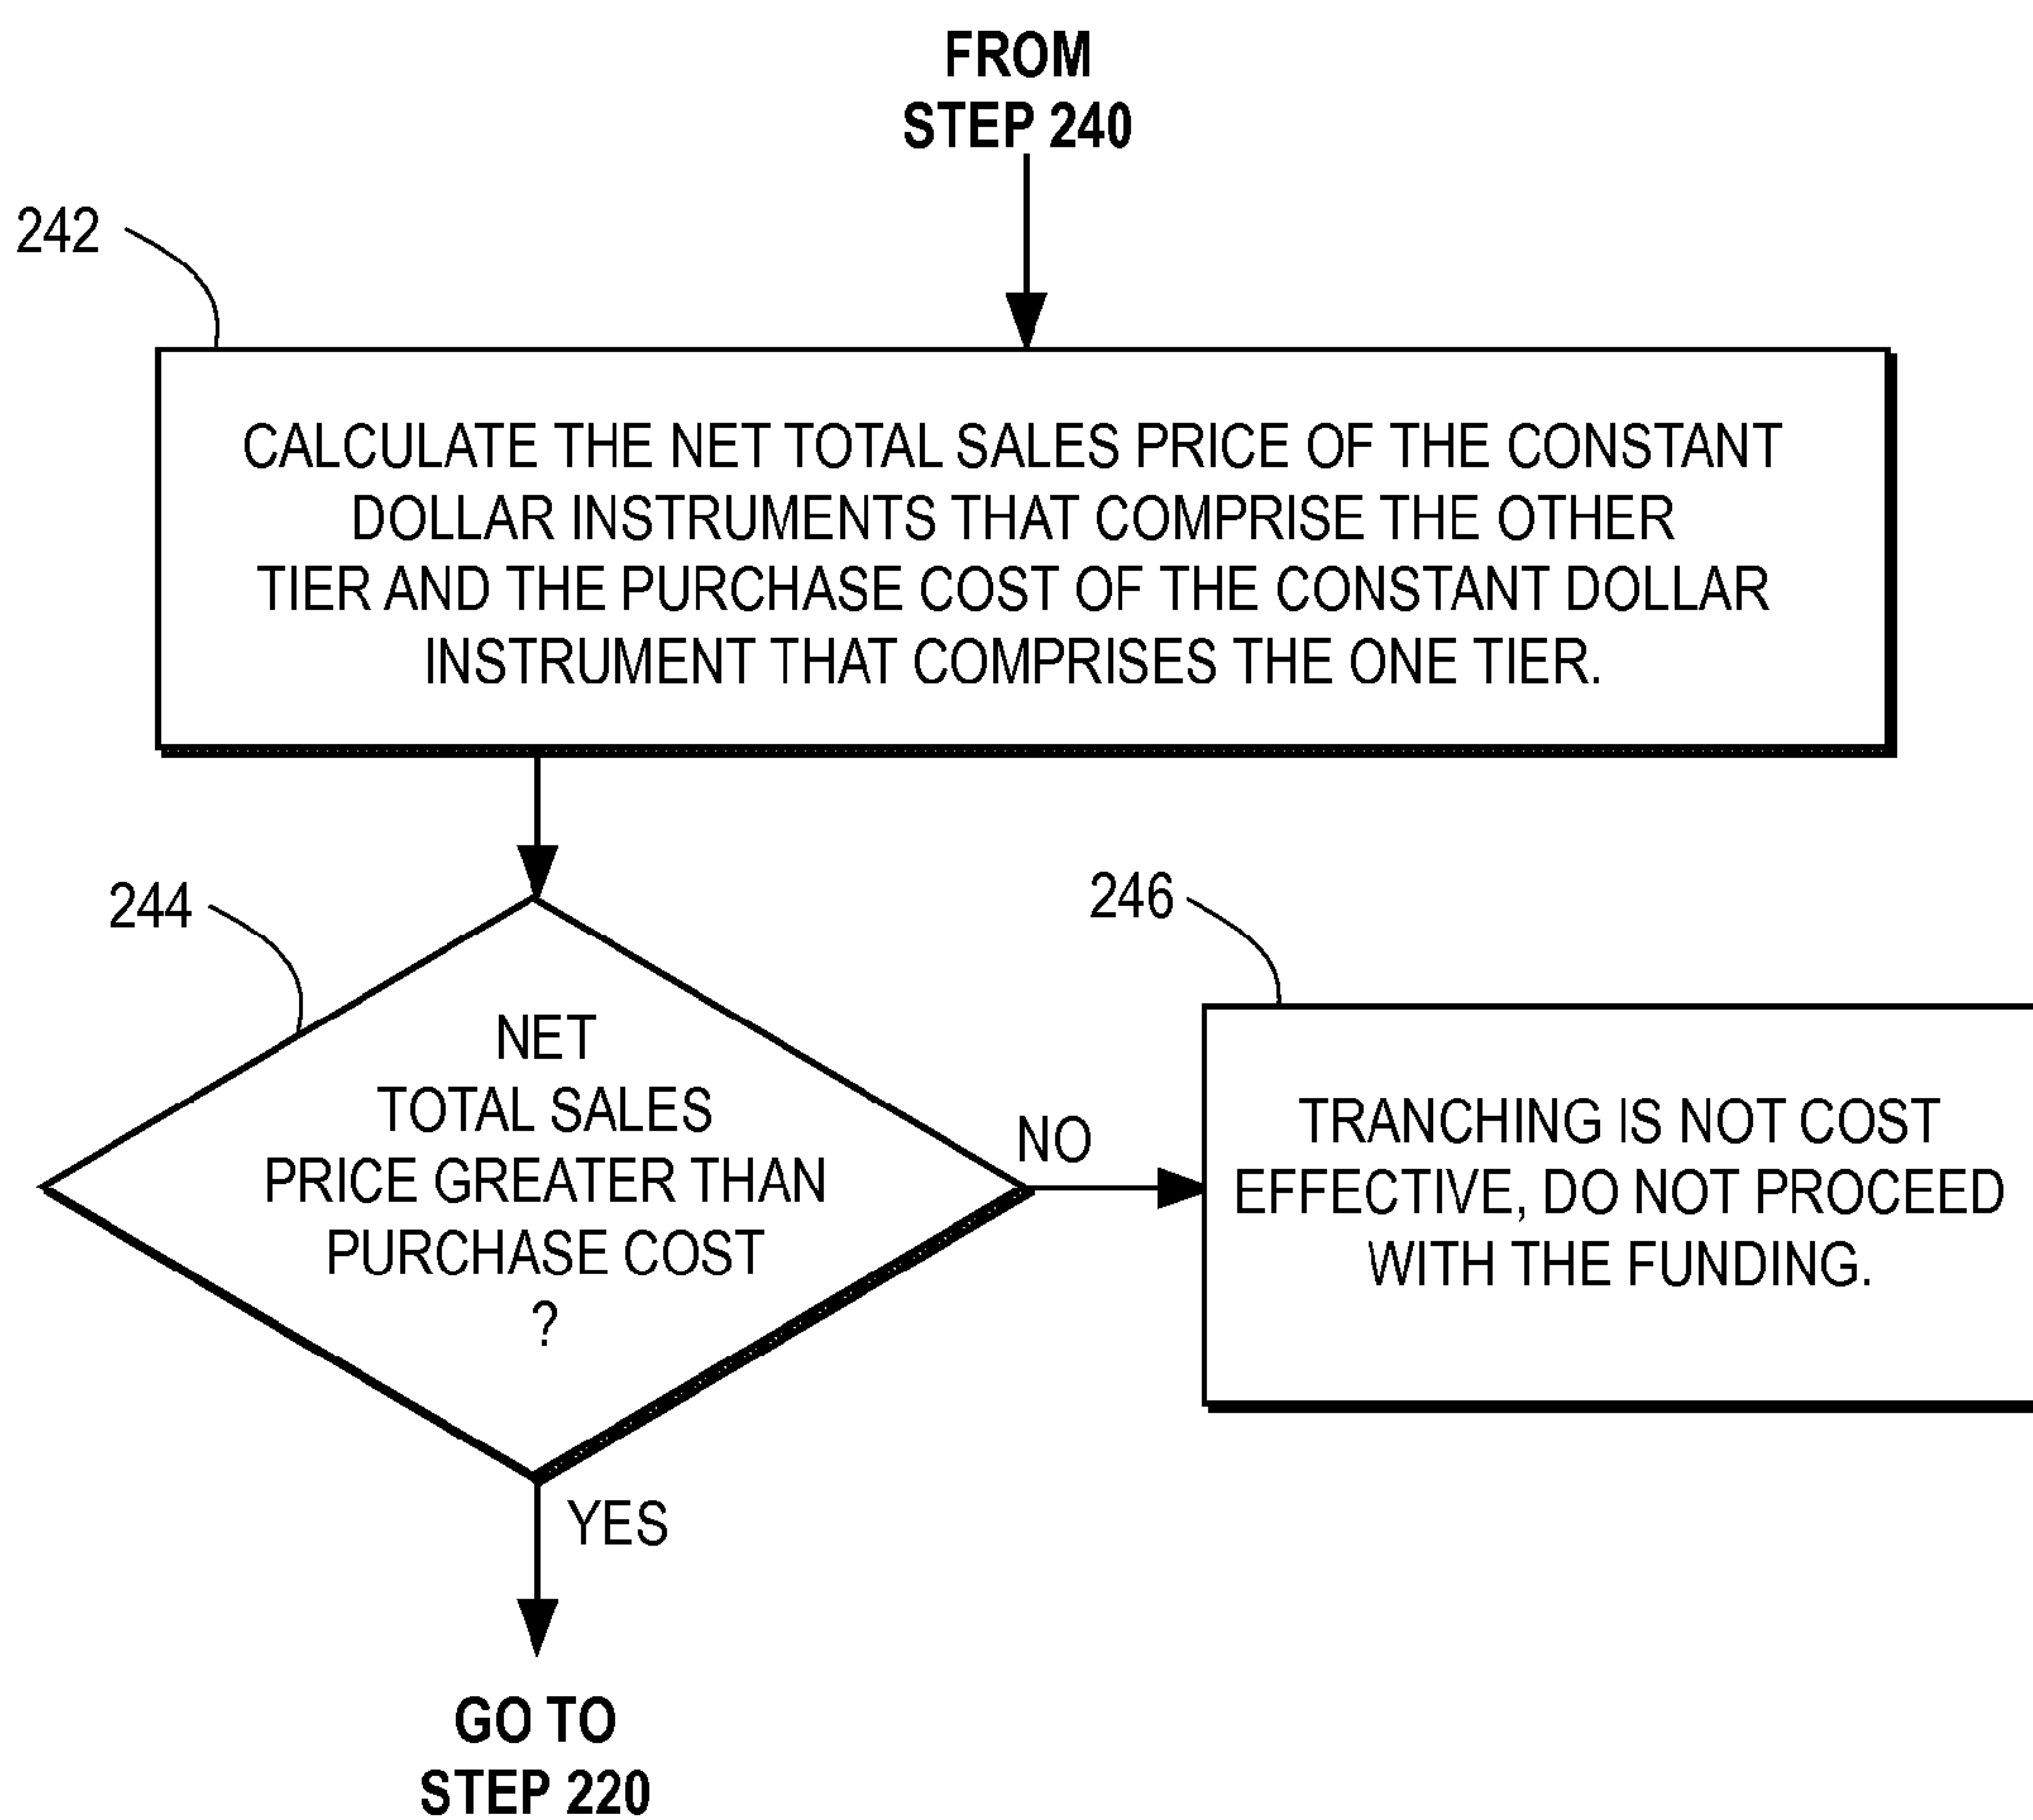 FROM
STEP 240
242
CALCULATE THE NET TOTAL SALES PRICE OF THE CONSTANT
DOLLAR INSTRUMENTS THAT COMPRISE THE OTHER
TIER AND THE PURCHASE COST OF THE CONSTANT DOLLAR
INSTRUMENT THAT COMPRISES THE ONE TIER.
244
NET
TOTAL SALES
PRICE GREATER THAN
PURCHASE COST
?
NO
246
TRANCHING IS NOT COST
EFFECTIVE, DO NOT PROCEED
WITH THE FUNDING.
YES
GO TO
STEP 220